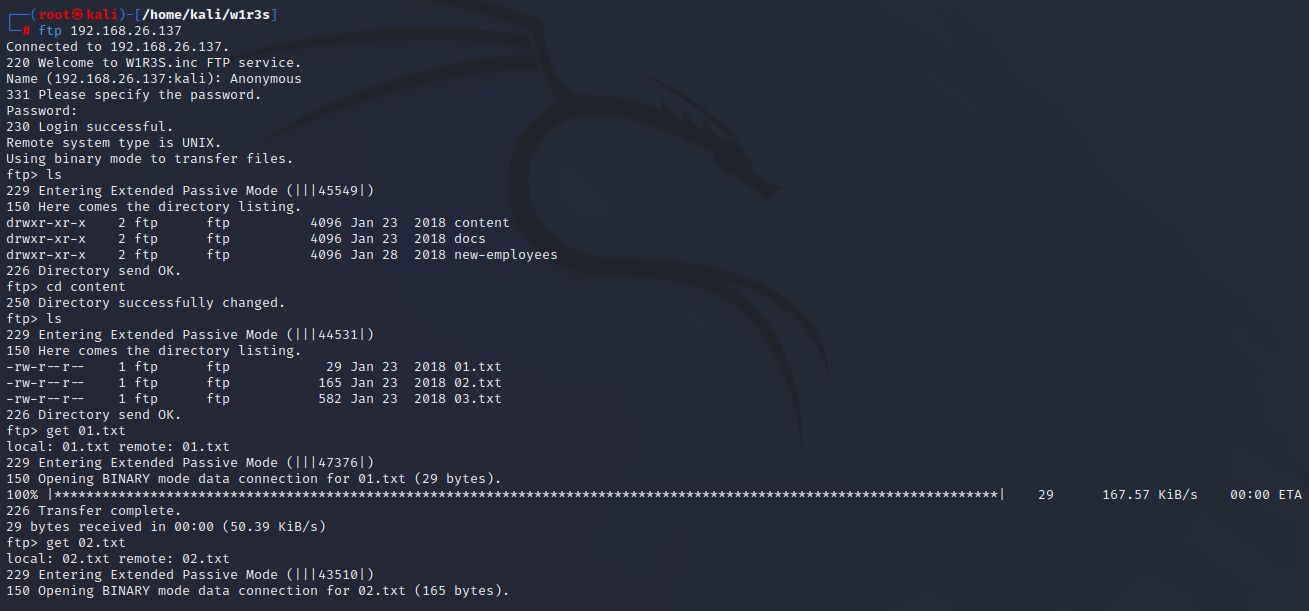 ┌──(root㉿kali)-[/home/kali/w1r3s]
└─# ftp 192.168.26.137
Connected to 192.168.26.137.
220 Welcome to W1R3S.inc FTP service.
Name (192.168.26.137:kali): Anonymous
331 Please specify the password.
Password:
230 Login successful.
Remote system type is UNIX.
Using binary mode to transfer files.
ftp> ls
229 Entering Extended Passive Mode (|||45549|)
150 Here comes the directory listing.
drwxr-xr-x    2 ftp      ftp          4096 Jan 23  2018 content
drwxr-xr-x    2 ftp      ftp          4096 Jan 23  2018 docs
drwxr-xr-x    2 ftp      ftp          4096 Jan 28  2018 new-employees
226 Directory send OK.
ftp> cd content
250 Directory successfully changed.
ftp> ls
229 Entering Extended Passive Mode (|||44531|)
150 Here comes the directory listing.
-rw-r--r--    1 ftp      ftp            29 Jan 23  2018 01.txt
-rw-r--r--    1 ftp      ftp           165 Jan 23  2018 02.txt
-rw-r--r--    1 ftp      ftp           582 Jan 23  2018 03.txt
226 Directory send OK.
ftp> get 01.txt
local: 01.txt remote: 01.txt
229 Entering Extended Passive Mode (|||47376|)
150 Opening BINARY mode data connection for 01.txt (29 bytes).
100% |***********************************************************************************************************************|    29      167.57 KiB/s    00:00 ETA
226 Transfer complete.
29 bytes received in 00:00 (50.39 KiB/s)
ftp> get 02.txt
local: 02.txt remote: 02.txt
229 Entering Extended Passive Mode (|||43510|)
150 Opening BINARY mode data connection for 02.txt (165 bytes).